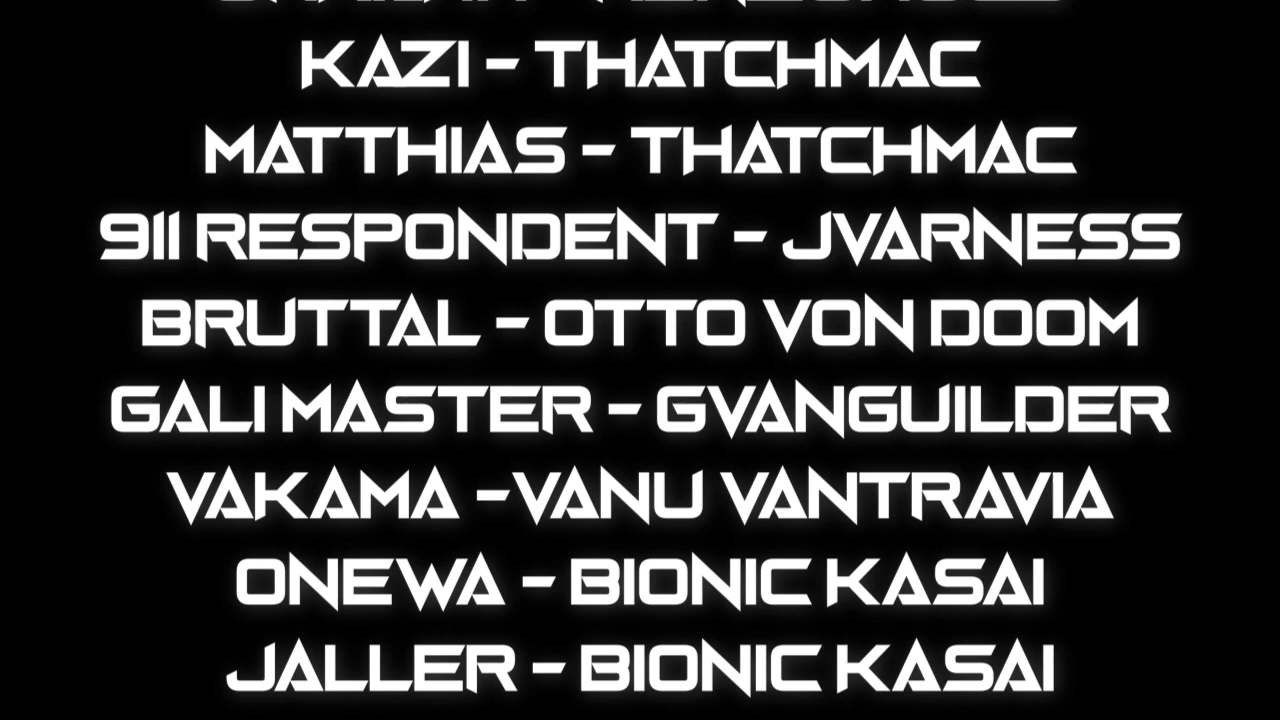 KAZI - THATCHMAC
MATTHIAS - THATCHMAC
911 RESPONDENT - JVARNESS
BRUTTAL - OTTO VON DOOM
GALI MASTER - GVANGUILDER
VAKAMA -VANU VANTRAVIA
ONEWA - BIONIC KASAI
JALLER - BIONIC KASAI